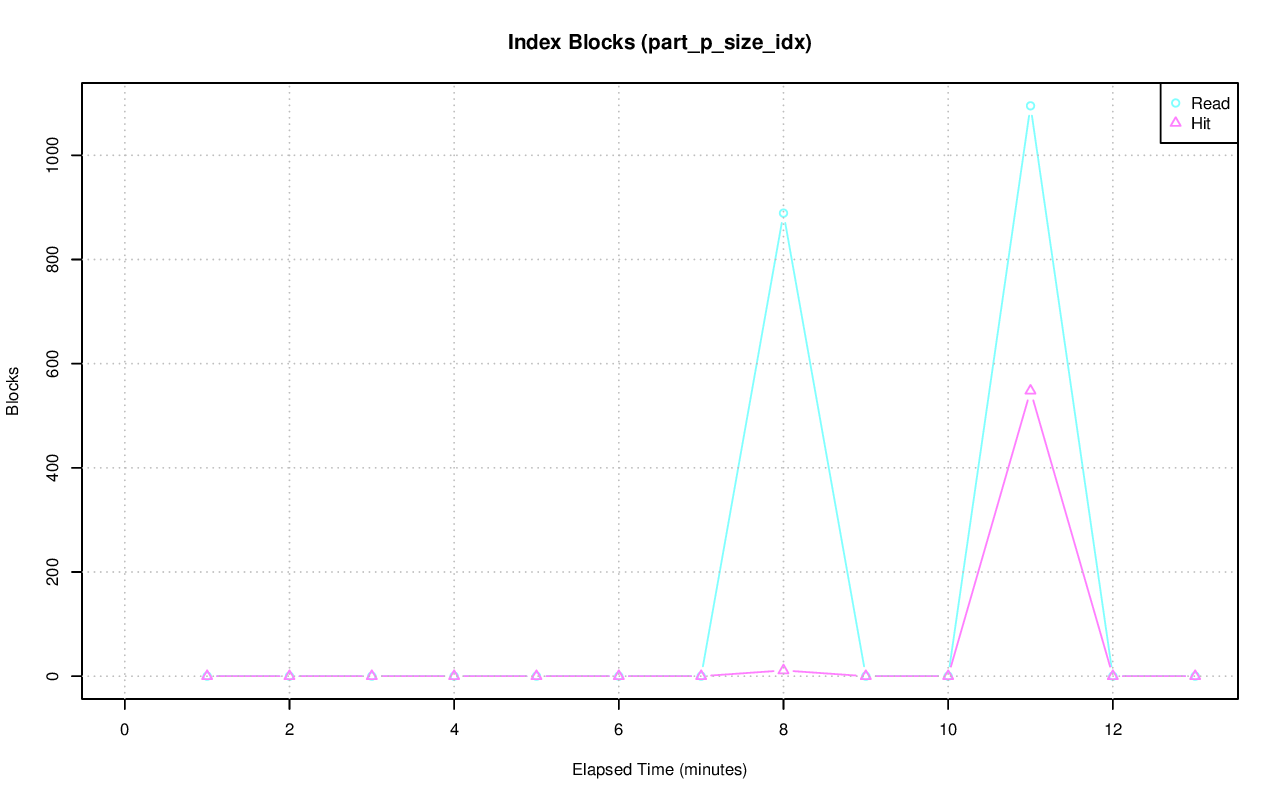 Index Blocks (part_p_size_idx)
Read
Hit
Blocks
1000
800
600
400
200
0
0 2 4 6 8 10 12
Elapsed Time (minutes)